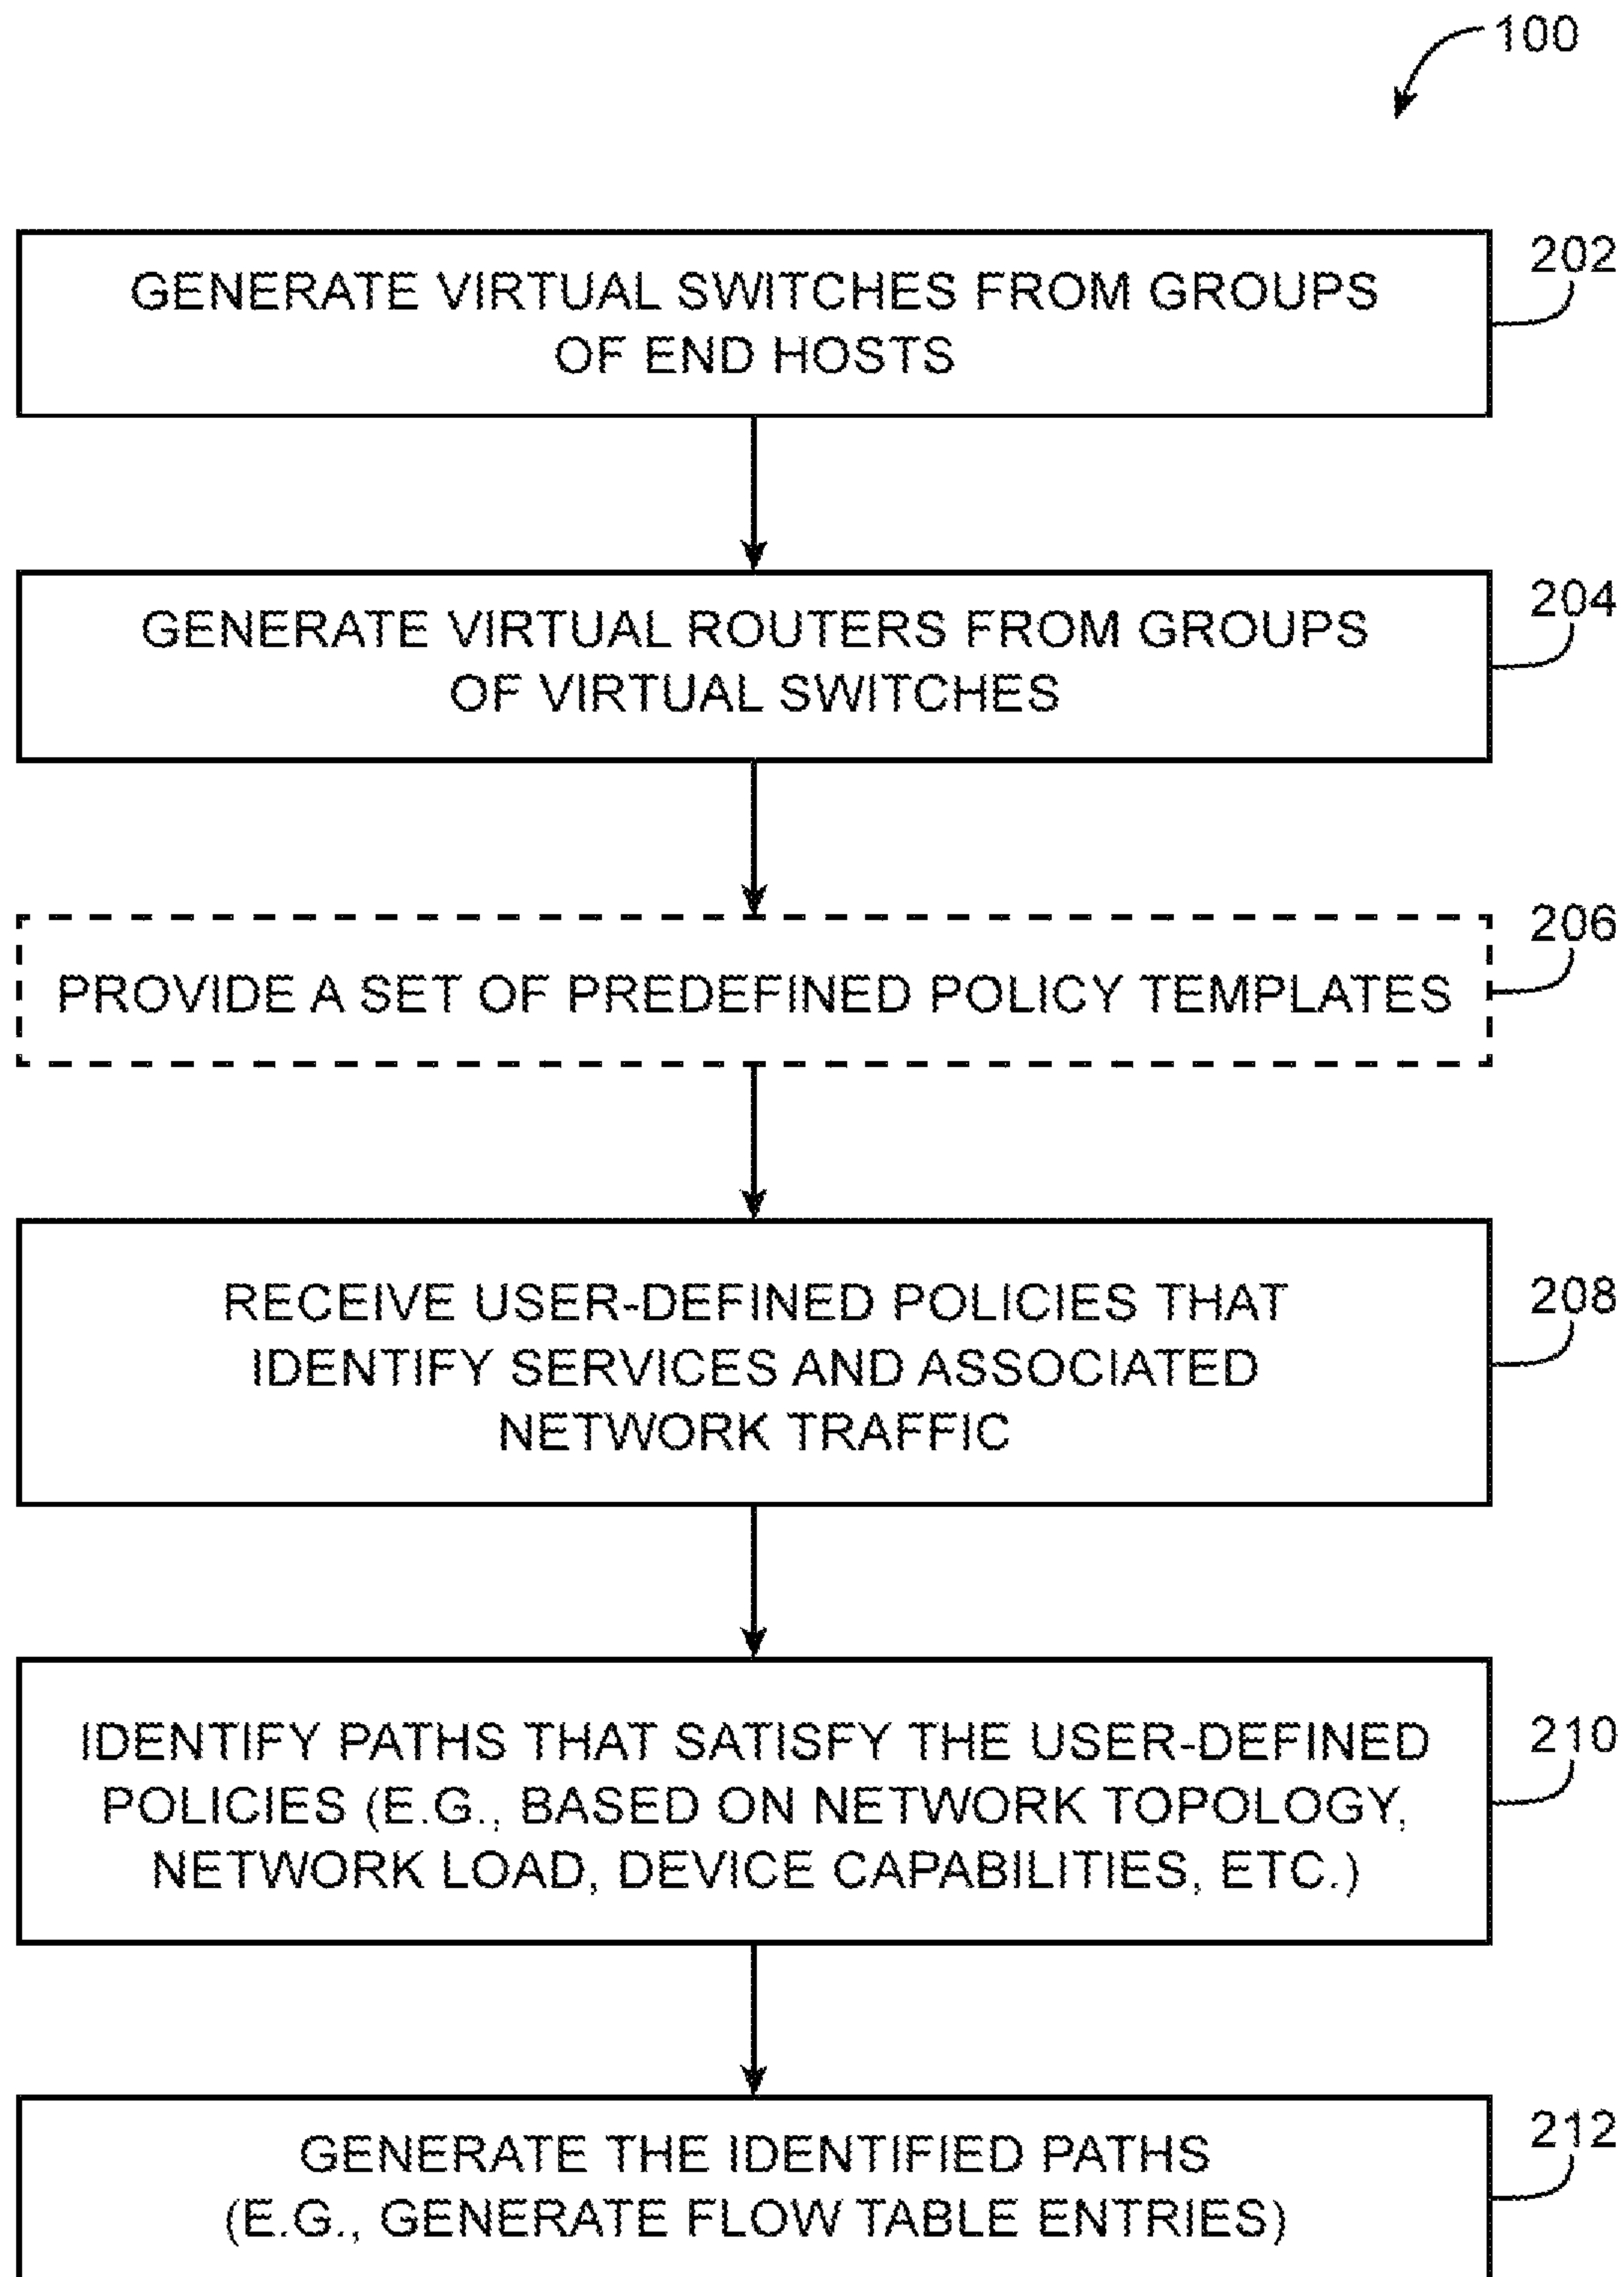 100
202
GENERATE VIRTUAL SWITCHES FROM GROUPS
OF END HOSTS
204
GENERATE VIRTUAL ROUTERS FROM GROUPS
OF VIRTUAL SWITCHES
206
PROVIDE A SET OF PREDEFINED POLICY TEMPLATES
208
RECEIVE USER-DEFINED POLICIES THAT
IDENTIFY SERVICES AND ASSOCIATED
NETWORK TRAFFIC
210
IDENTIFY PATHS THAT SATISFY THE USER-DEFINED
POLICIES (E.G., BASED ON NETWORK TOPOLOGY,
NETWORK LOAD, DEVICE CAPABILITIES, ETC.)
212
GENERATE THE IDENTIFIED PATHS
(E.G., GENERATE FLOW TABLE ENTRIES)